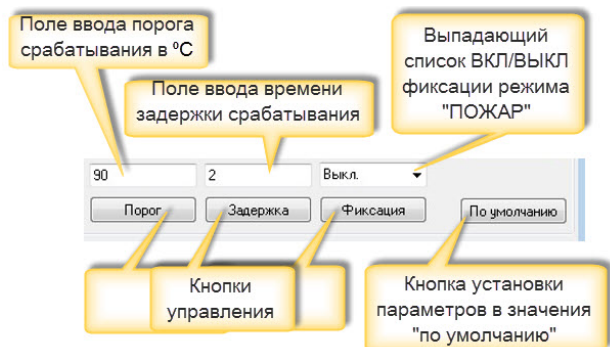 Поле ввода порога
срабатывания в ºС
Выпадающий
список ВКЛ/ВЫКЛ
фиксации режима
"ПОЖАР"
Поле ввода времени
задержки срабатывания
90
2
Выкл.
Порог
Задержка
Фиксация
По умолчанию
Кнопки
управления
Кнопка установки
параметров в значения
"по умолчанию"